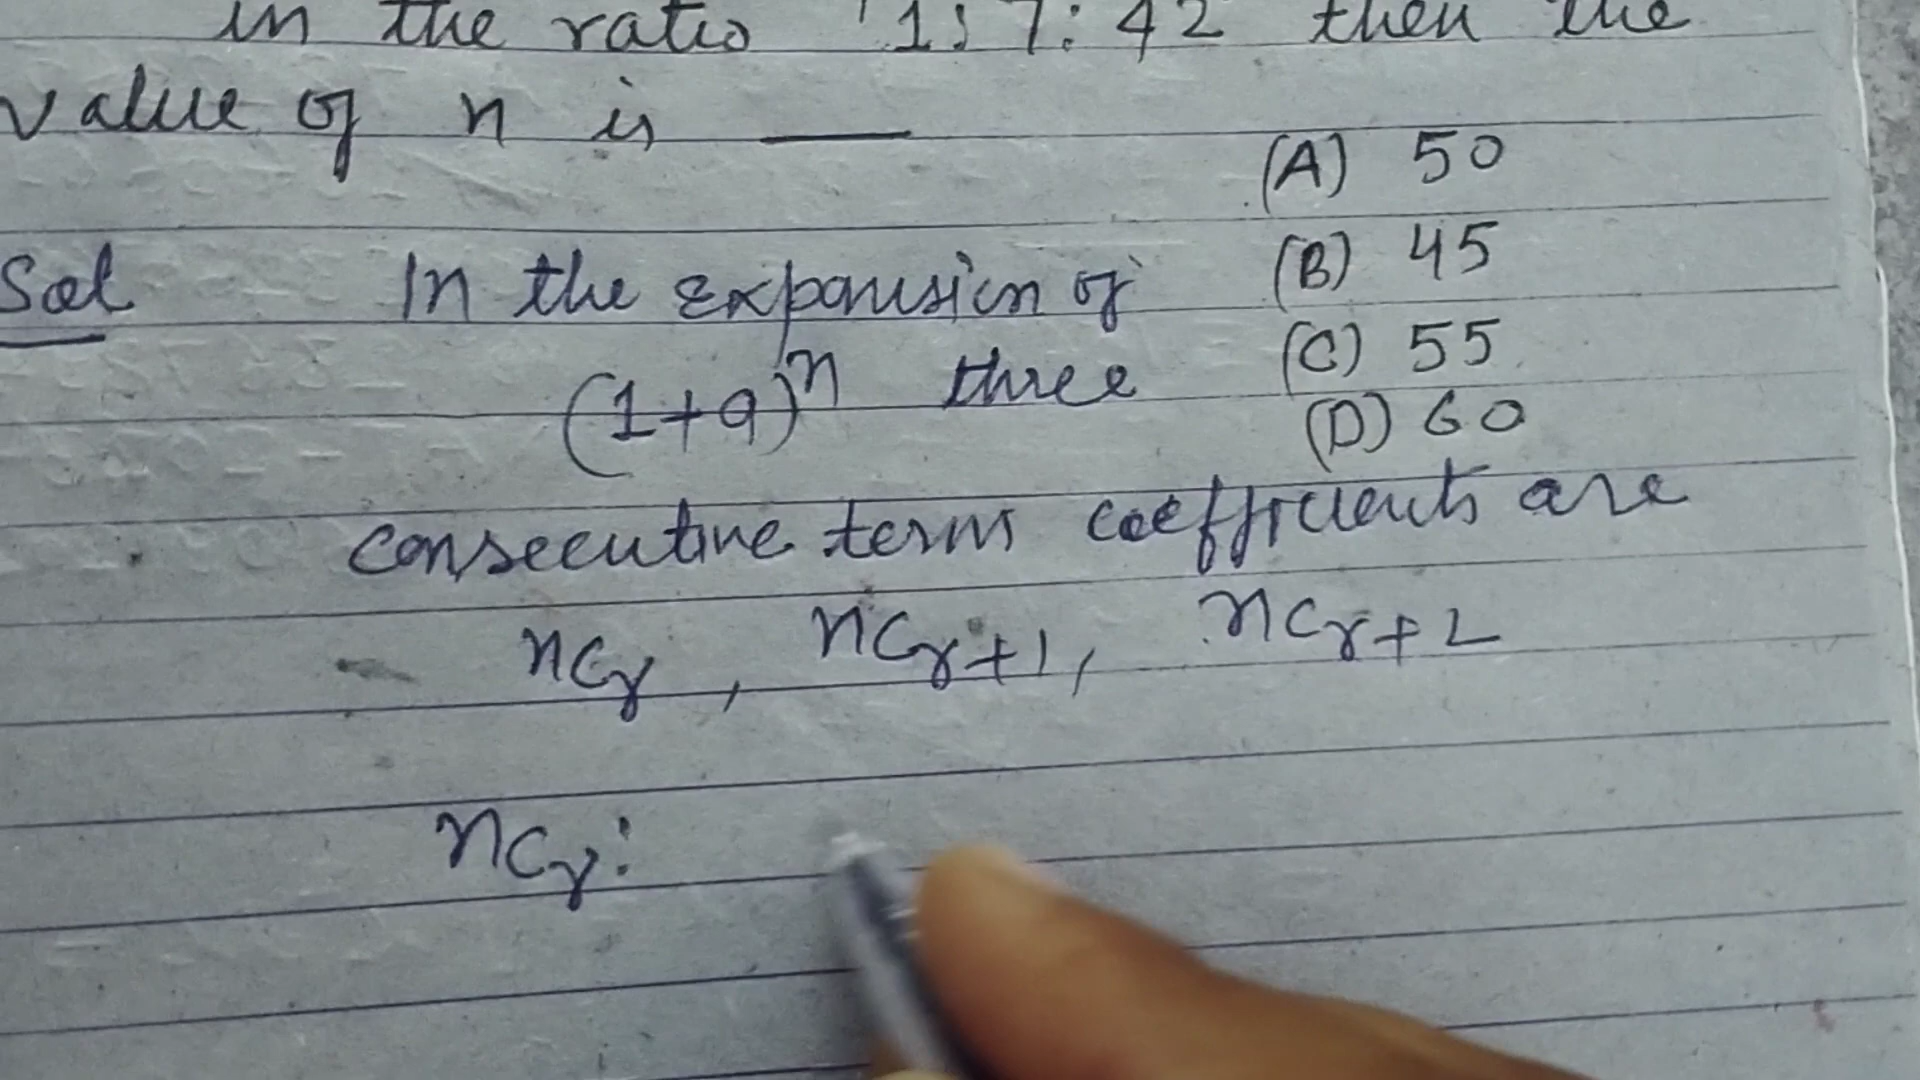 in the ratio 1:7:42 then the
value of n is ___
(A) 50
Sol In the expansion of
(B) 45
(1+a)^n three
(C) 55
(D) 60
consecutive terms coefficients are
nCr, nCr+1, nCr+2
nCr: